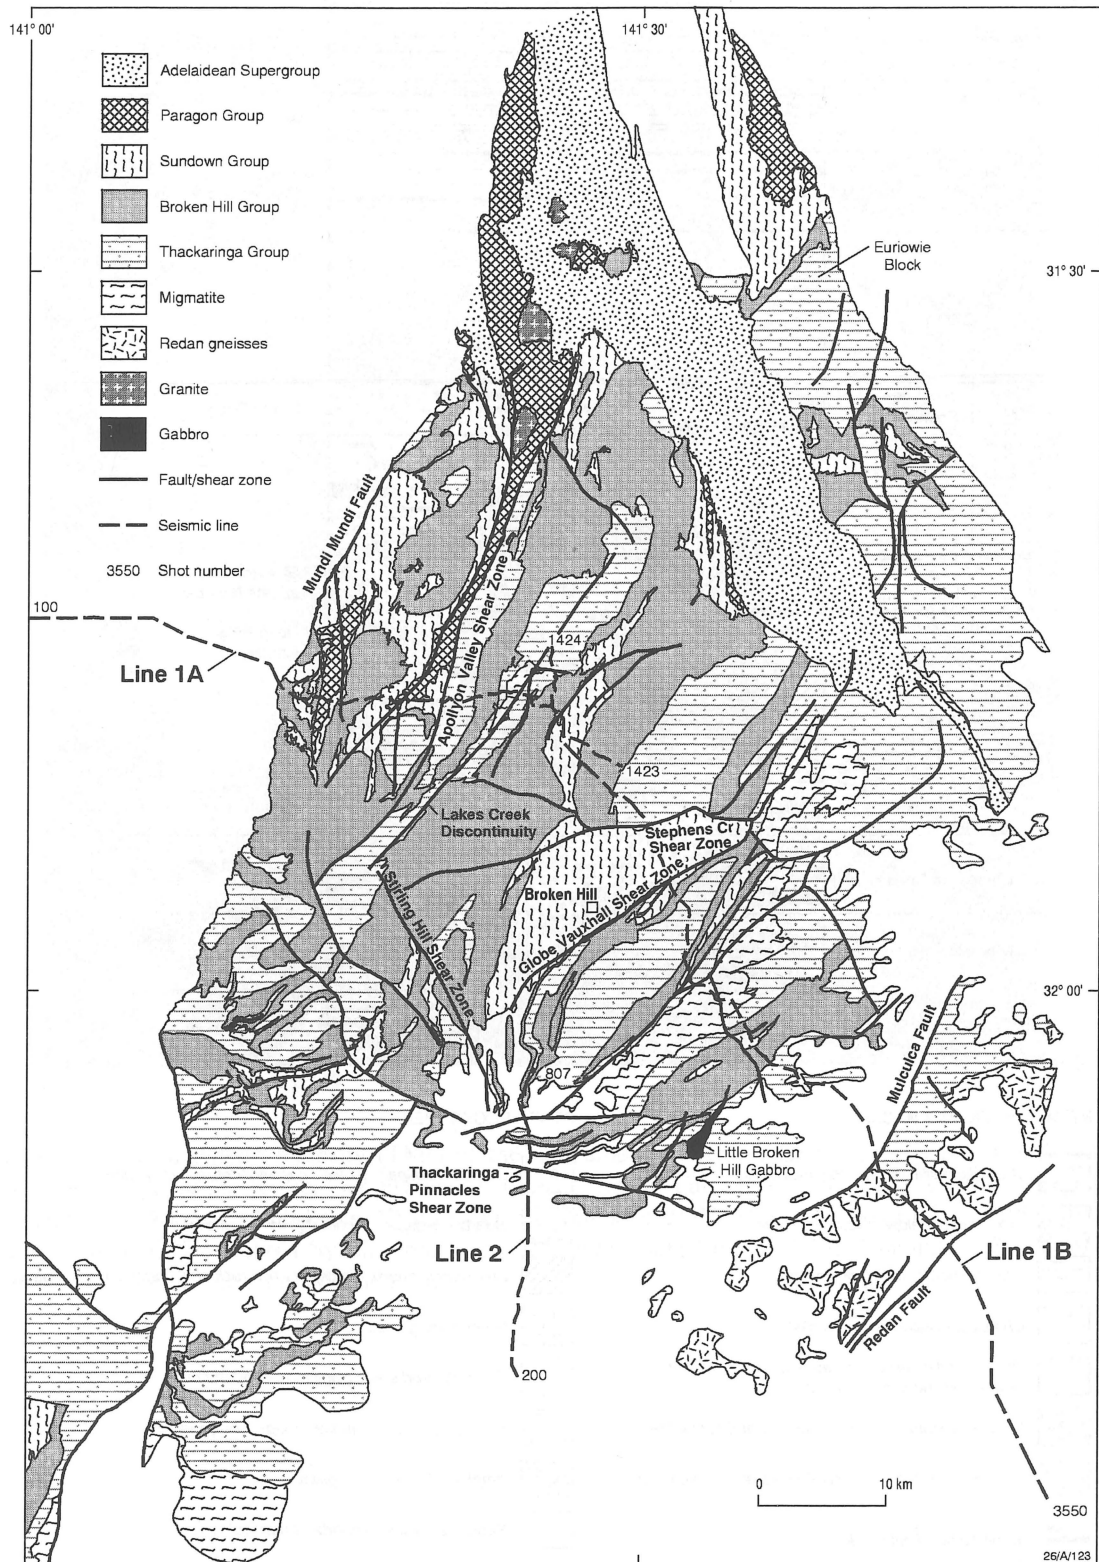 141° 00'
141° 30'
Adelaidean Supergroup
Paragon Group
Sundown Group
Broken Hill Group
Thackaringa Group
Migmatite
Redan gneisses
Granite
Gabbro
Fault/shear zone
Seismic line
3550 Shot number
Euriowie
Block
31° 30'
Mundi Mundi Fault
100
Line 1A
Apollyon Valley Shear Zone
1424
1423
Lakes Creek
Discontinuity
Stephens Cr
Shear Zone
Stirling Hill Shear Zone
Broken Hill
Globe Vauxhall Shear Zone
32° 00'
Mulculca Fault
807
Little Broken
Hill Gabbro
Thackaringa -
Pinnacles
Shear Zone
Line 2
Line 1B
Redan Fault
200
0 10 km
3550
26/A/123